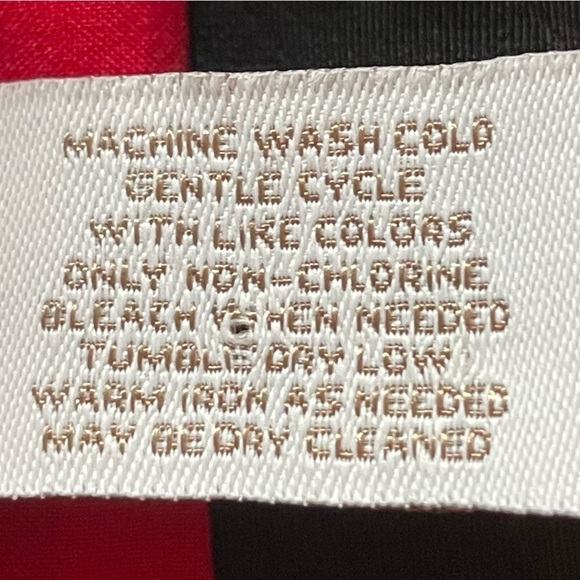 MACHINE WASH COLD
GENTLE CYCLE
WITH LIKE COLORS
ONLY NON-CHLORINE
BLEACH WHEN NEEDED
TUMBLE DRY LOW
WARM IRON AS NEEDED
MAY BE DRY CLEANED